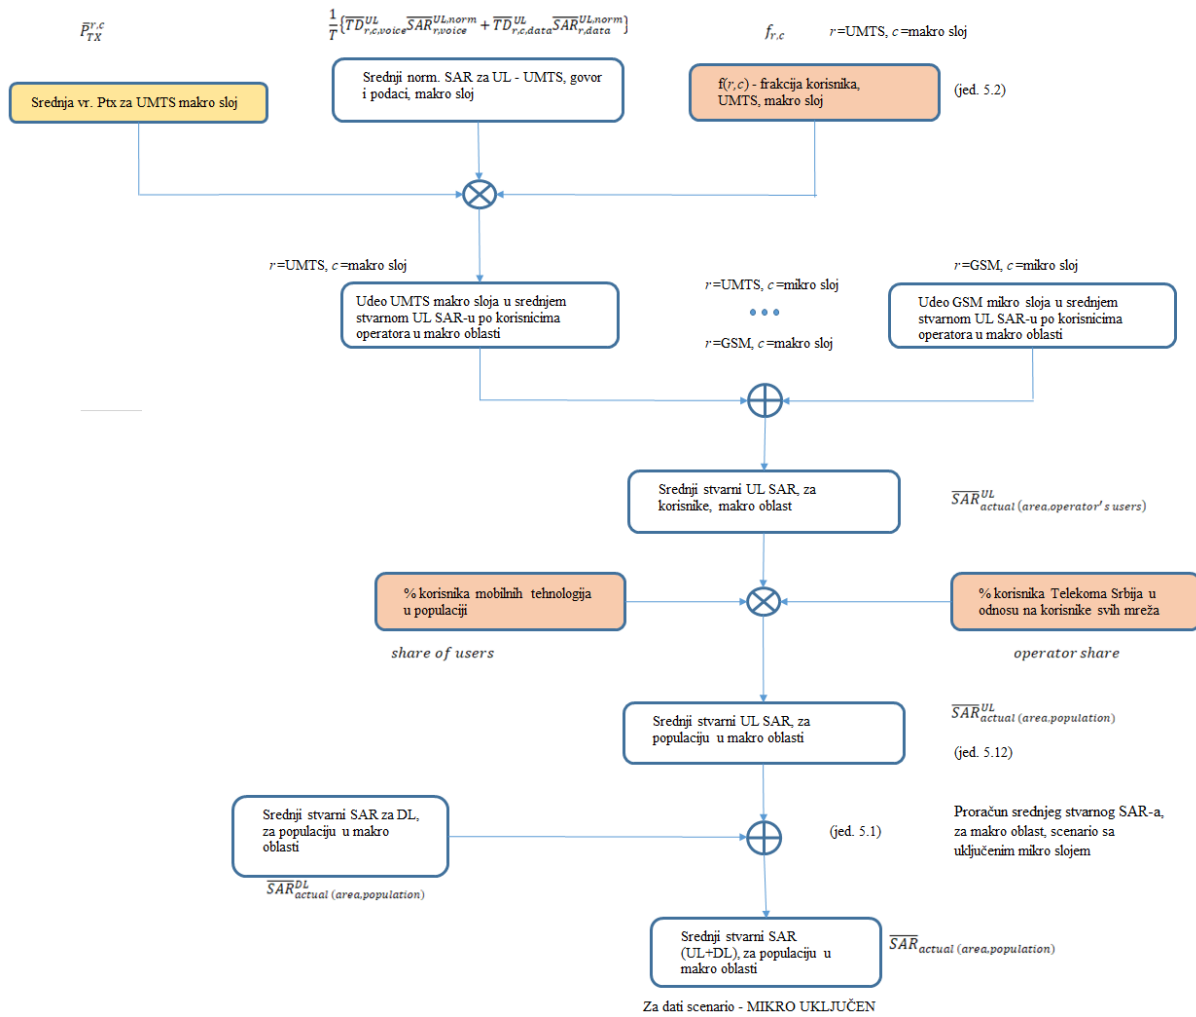 P̅_{TX}^{r,c}
1/T {T̅D̅_{r,c,voice}^{UL} S̅A̅R̅_{r,voice}^{UL,norm} + T̅D̅_{r,c,data}^{UL} S̅A̅R̅_{r,data}^{UL,norm}}
f_{r,c}
r=UMTS, c=makro sloj
Srednja vr. Ptx za UMTS makro sloj
Srednji norm. SAR za UL - UMTS, govor
i podaci, makro sloj
f(r,c) - frakcija korisnika,
UMTS, makro sloj
(jed. 5.2)
r=UMTS, c=makro sloj
Udeo UMTS makro sloja u srednjem
stvarnom UL SAR-u po korisnicima
operatora u makro oblasti
r=UMTS, c=mikro sloj
•••
r=GSM, c=makro sloj
r=GSM, c=mikro sloj
Udeo GSM mikro sloja u srednjem
stvarnom UL SAR-u po korisnicima
operatora u makro oblasti
Srednji stvarni UL SAR, za
korisnike, makro oblast
S̅A̅R̅_{actual (area,operator's users)}^{UL}
% korisnika mobilnih tehnologija
u populaciji
share of users
% korisnika Telekoma Srbija u
odnosu na korisnike svih mreža
operator share
Srednji stvarni UL SAR, za
populaciju u makro oblasti
S̅A̅R̅_{actual (area,population)}^{UL}
(jed. 5.12)
Srednji stvarni SAR za DL,
za populaciju u makro
oblasti
S̅A̅R̅_{actual (area,population)}^{DL}
(jed. 5.1)
Proračun srednjeg stvarnog SAR-a,
za makro oblast, scenario sa
uključenim mikro slojem
Srednji stvarni SAR
(UL+DL), za populaciju u
makro oblasti
S̅A̅R̅_{actual (area,population)}
Za dati scenario - MIKRO UKLJUČEN